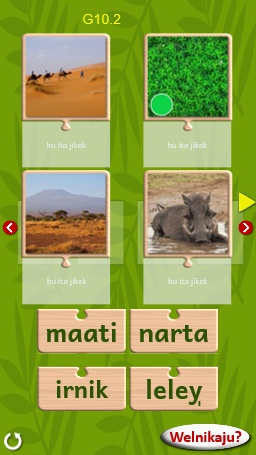 G10.2
bu ita jikek
bu ita jikek
bu ita jikek
bu ita jikek
maati
narta
irnik
leleỵ
Welnikaju?